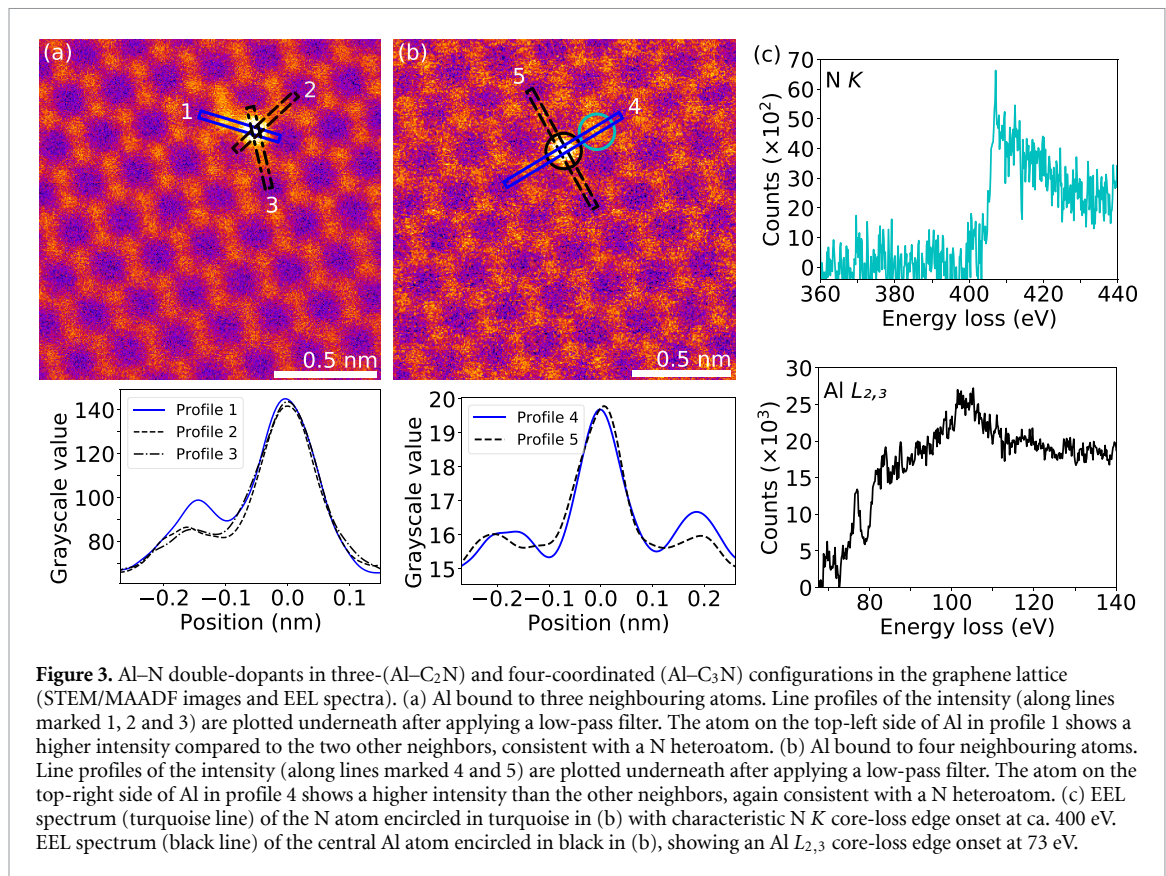 (a)
1
2
3
0.5 nm
(b)
5
4
0.5 nm
(c)
N K
Counts (×10²)
70
60
50
40
30
20
10
0
360 380 400 420 440
Energy loss (eV)
Grayscale value
140
120
100
80
Profile 1
Profile 2
Profile 3
−0.2 −0.1 0.0 0.1
Position (nm)
Grayscale value
20
19
18
17
16
15
Profile 4
Profile 5
−0.2 −0.1 0.0 0.1 0.2
Position (nm)
Al L2,3
Counts (×10³)
30
25
20
15
10
5
0
80 100 120 140
Energy loss (eV)
Figure 3. Al–N double-dopants in three-(Al–C₂N) and four-coordinated (Al–C₃N) configurations in the graphene lattice
(STEM/MAADF images and EEL spectra). (a) Al bound to three neighbouring atoms. Line profiles of the intensity (along lines
marked 1, 2 and 3) are plotted underneath after applying a low-pass filter. The atom on the top-left side of Al in profile 1 shows a
higher intensity compared to the two other neighbors, consistent with a N heteroatom. (b) Al bound to four neighbouring atoms.
Line profiles of the intensity (along lines marked 4 and 5) are plotted underneath after applying a low-pass filter. The atom on the
top-right side of Al in profile 4 shows a higher intensity than the other neighbors, again consistent with a N heteroatom. (c) EEL
spectrum (turquoise line) of the N atom encircled in turquoise in (b) with characteristic N K core-loss edge onset at ca. 400 eV.
EEL spectrum (black line) of the central Al atom encircled in black in (b), showing an Al L2,3 core-loss edge onset at 73 eV.